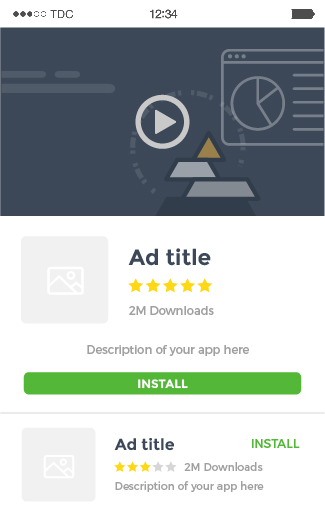 TDC 12:34
Ad title
2M Downloads
Description of your app here
INSTALL
Ad title INSTALL
2M Downloads
Description of your app here